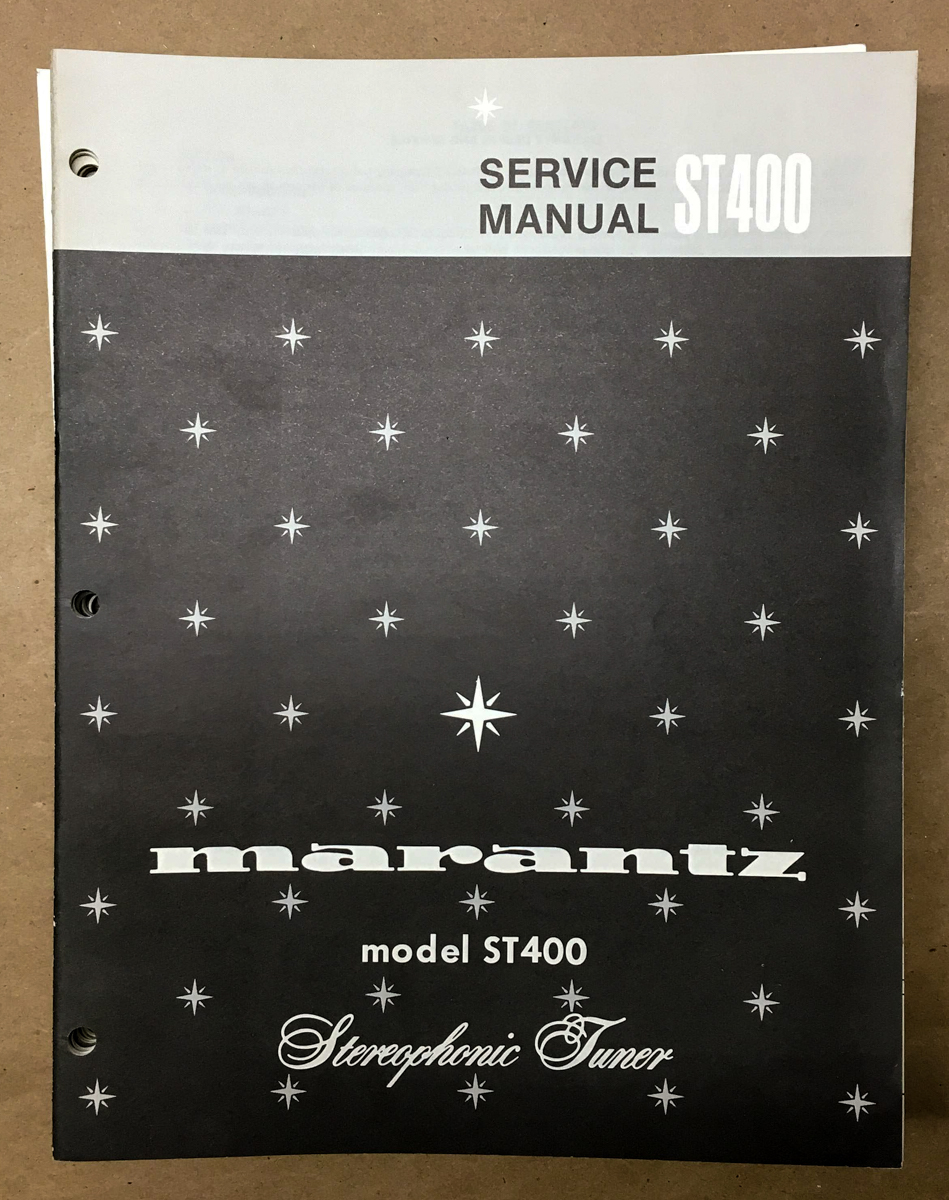 SERVICE
MANUAL ST400
marantz
model ST400
Stereophonic Tuner